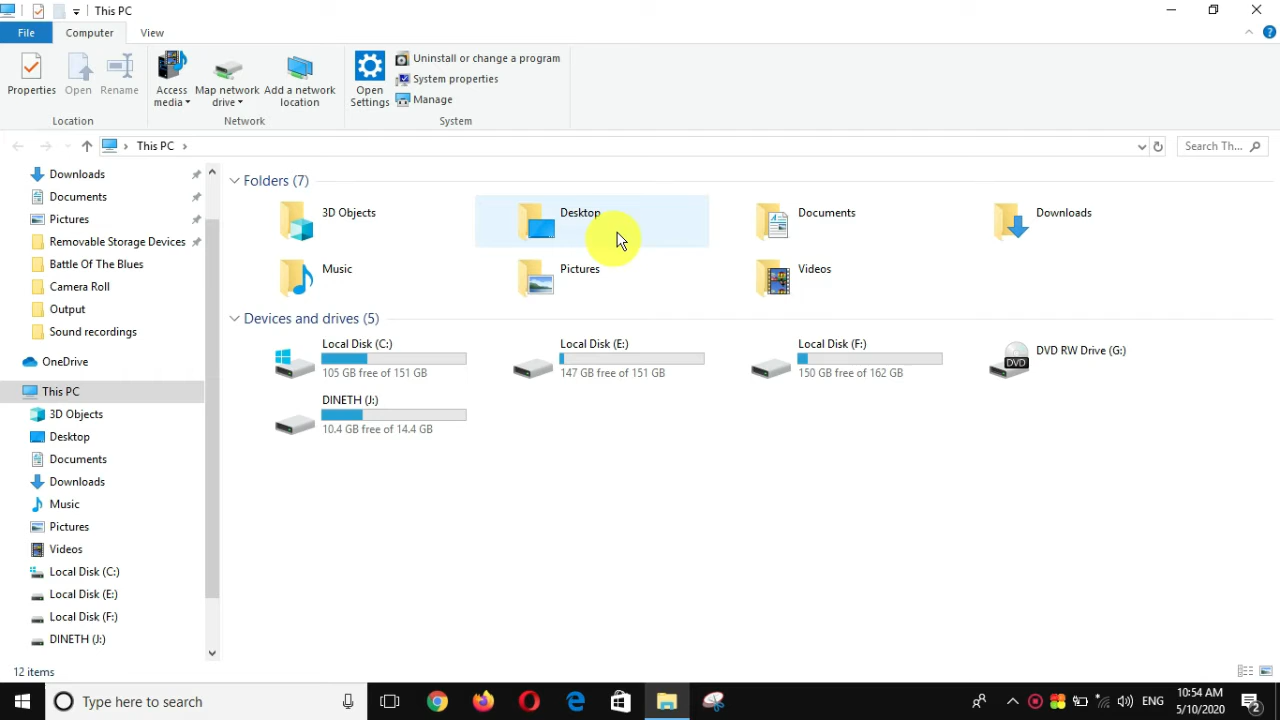 This PC
File
Computer
View
Properties
Open
Rename
Location
Access media
Map network drive
Add a network location
Network
Open Settings
Uninstall or change a program
System properties
Manage
System
This PC
Search Th...
Downloads
Documents
Pictures
Removable Storage Devices
Battle Of The Blues
Camera Roll
Output
Sound recordings
OneDrive
This PC
3D Objects
Desktop
Documents
Downloads
Music
Pictures
Videos
Local Disk (C:)
Local Disk (E:)
Local Disk (F:)
DINETH (J:)
Folders (7)
3D Objects
Desktop
Documents
Downloads
Music
Pictures
Videos
Devices and drives (5)
Local Disk (C:)
105 GB free of 151 GB
Local Disk (E:)
147 GB free of 151 GB
Local Disk (F:)
150 GB free of 162 GB
DVD
DVD RW Drive (G:)
DINETH (J:)
10.4 GB free of 14.4 GB
12 items
Type here to search
ENG
10:54 AM
5/10/2020
2